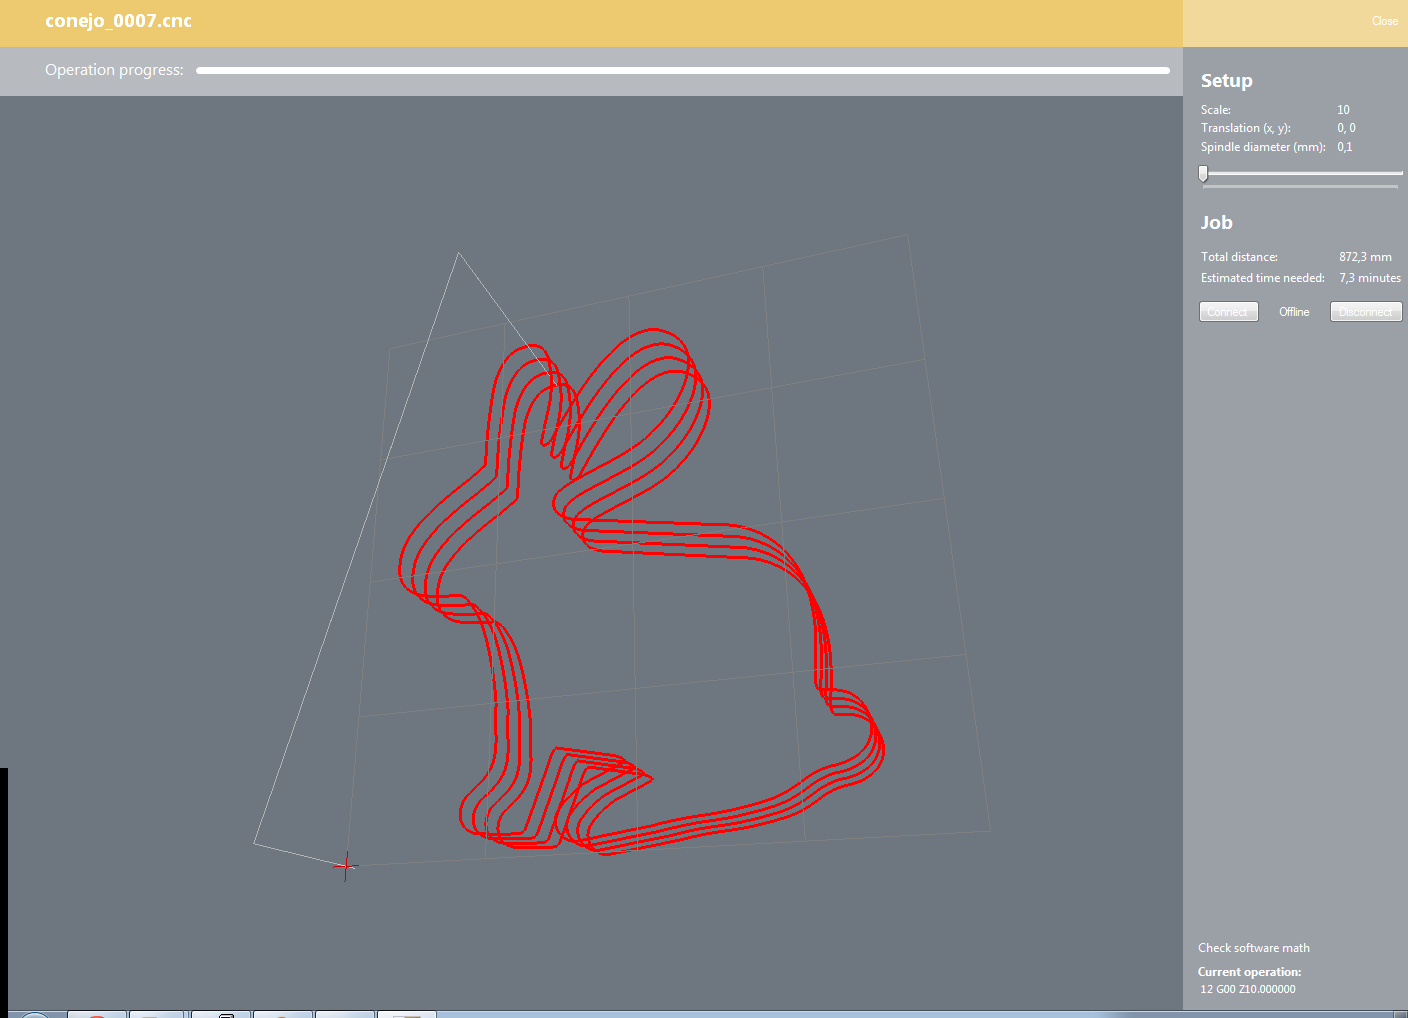 conejo_0007.cnc
Close
Operation progress:
Setup
Scale: 10
Translation (x, y): 0, 0
Spindle diameter (mm): 0,1
Job
Total distance: 872,3 mm
Estimated time needed: 7,3 minutes
Connect Offline Disconnect
Check software math
Current operation:
12 G00 Z10.000000